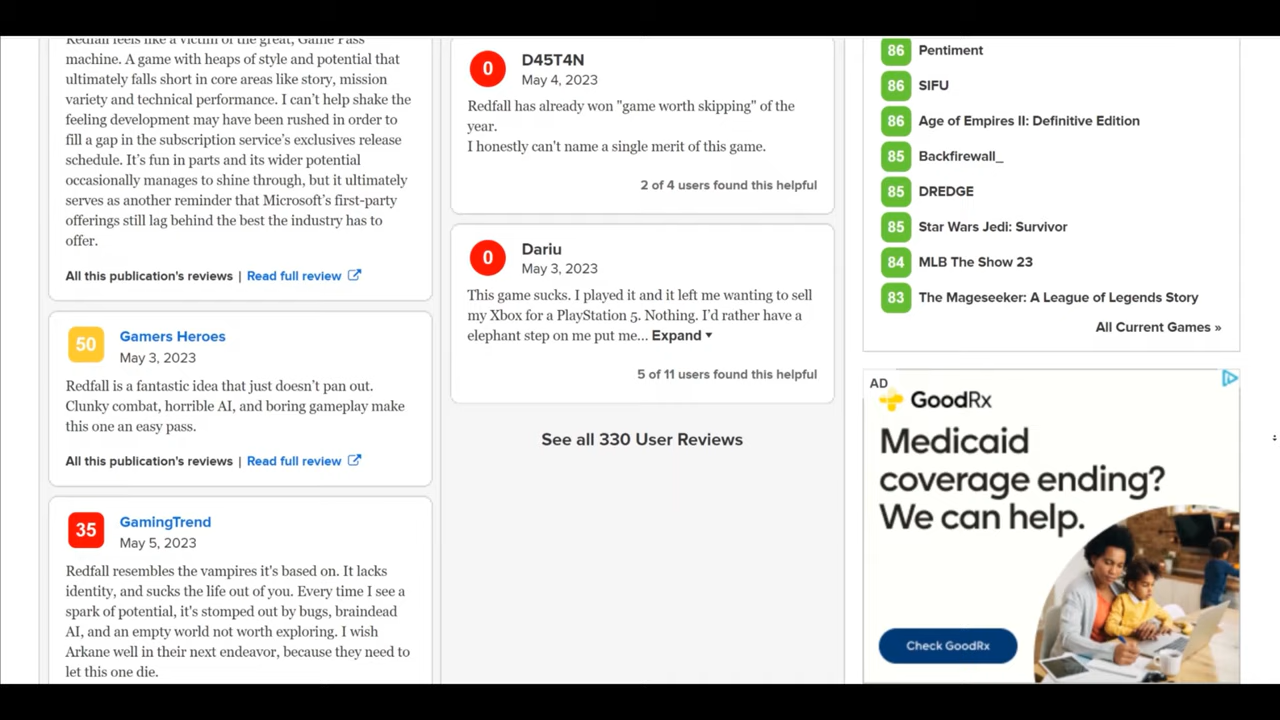 Redfall feels like a victim of the great, Game Pass
machine. A game with heaps of style and potential that
ultimately falls short in core areas like story, mission
variety and technical performance. I can't help shake the
feeling development may have been rushed in order to
fill a gap in the subscription service's exclusives release
schedule. It's fun in parts and its wider potential
occasionally manages to shine through, but it ultimately
serves as another reminder that Microsoft's first-party
offerings still lag behind the best the industry has to
offer.
All this publication's reviews | Read full review
50
Gamers Heroes
May 3, 2023
Redfall is a fantastic idea that just doesn't pan out.
Clunky combat, horrible AI, and boring gameplay make
this one an easy pass.
All this publication's reviews | Read full review
35
GamingTrend
May 5, 2023
Redfall resembles the vampires it's based on. It lacks
identity, and sucks the life out of you. Every time I see a
spark of potential, it's stomped out by bugs, braindead
AI, and an empty world not worth exploring. I wish
Arkane well in their next endeavor, because they need to
let this one die.
0
D45T4N
May 4, 2023
Redfall has already won "game worth skipping" of the
year.
I honestly can't name a single merit of this game.
2 of 4 users found this helpful
0
Dariu
May 3, 2023
This game sucks. I played it and it left me wanting to sell
my Xbox for a PlayStation 5. Nothing. I'd rather have a
elephant step on me put me... Expand
5 of 11 users found this helpful
See all 330 User Reviews
86 Pentiment
86 SIFU
86 Age of Empires II: Definitive Edition
85 Backfirewall_
85 DREDGE
85 Star Wars Jedi: Survivor
84 MLB The Show 23
83 The Mageseeker: A League of Legends Story
All Current Games »
AD
GoodRx
Medicaid
coverage ending?
We can help.
Check GoodRx